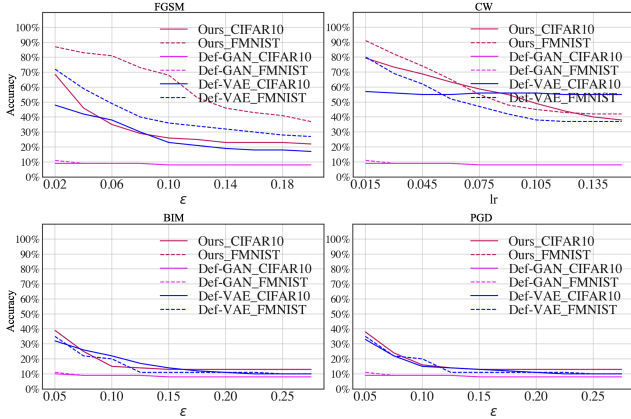 FGSM
100%
90%
80%
70%
60%
50%
40%
30%
20%
10%
0%
Accuracy
Ours_CIFAR10
Ours_FMNIST
Def-GAN_CIFAR10
Def-GAN_FMNIST
Def-VAE_CIFAR10
Def-VAE_FMNIST
0.02 0.06 0.10 0.14 0.18
ε
CW
100%
90%
80%
70%
60%
50%
40%
30%
20%
10%
0%
Ours_CIFAR10
Ours_FMNIST
Def-GAN_CIFAR10
Def-GAN_FMNIST
Def-VAE_CIFAR10
Def-VAE_FMNIST
0.015 0.045 0.075 0.105 0.135
lr
BIM
100%
90%
80%
70%
60%
50%
40%
30%
20%
10%
0%
Accuracy
Ours_CIFAR10
Ours_FMNIST
Def-GAN_CIFAR10
Def-GAN_FMNIST
Def-VAE_CIFAR10
Def-VAE_FMNIST
0.05 0.10 0.15 0.20 0.25
ε
PGD
100%
90%
80%
70%
60%
50%
40%
30%
20%
10%
0%
Ours_CIFAR10
Ours_FMNIST
Def-GAN_CIFAR10
Def-GAN_FMNIST
Def-VAE_CIFAR10
Def-VAE_FMNIST
0.05 0.10 0.15 0.20 0.25
ε